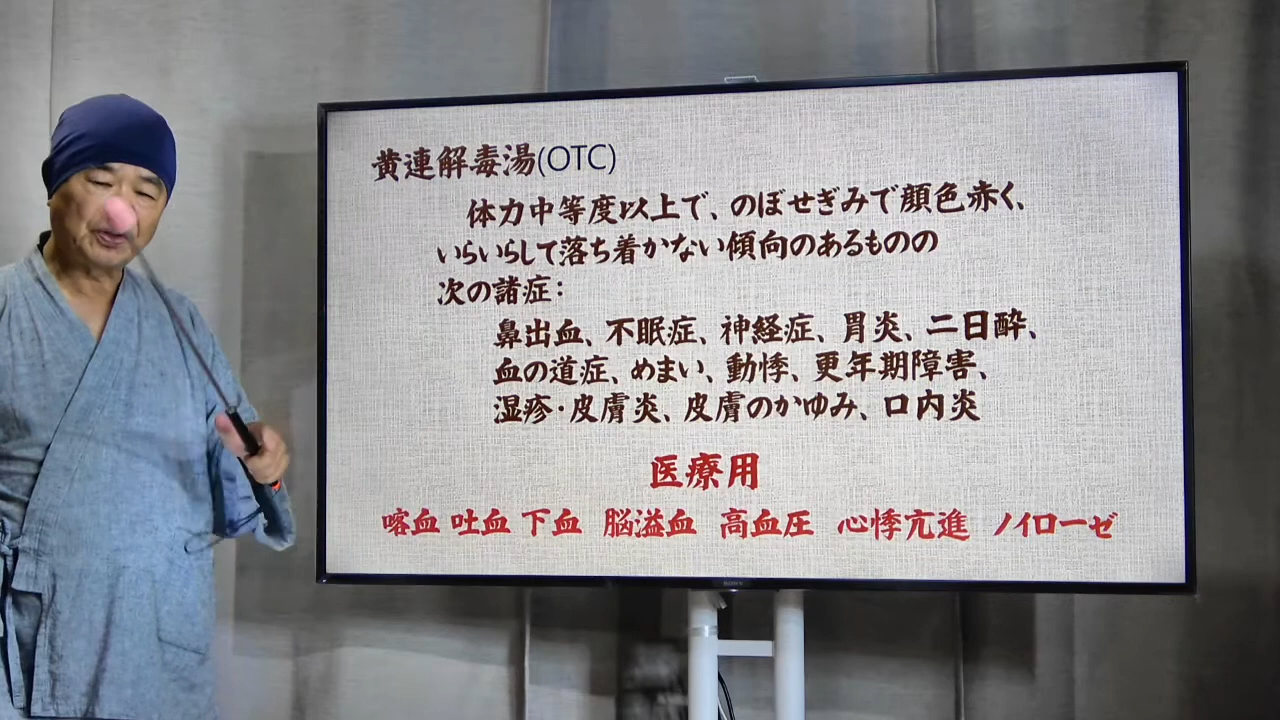 黄連解毒湯(OTC)
体力中等度以上で、のぼせぎみで顔色赤く、
いらいらして落ち着かない傾向のあるものの
次の諸症：
鼻出血、不眠症、神経症、胃炎、二日酔、
血の道症、めまい、動悸、更年期障害、
湿疹・皮膚炎、皮膚のかゆみ、口内炎
医療用
喀血 吐血 下血 脳溢血 高血圧 心悸亢進 ノイローゼ
SONY